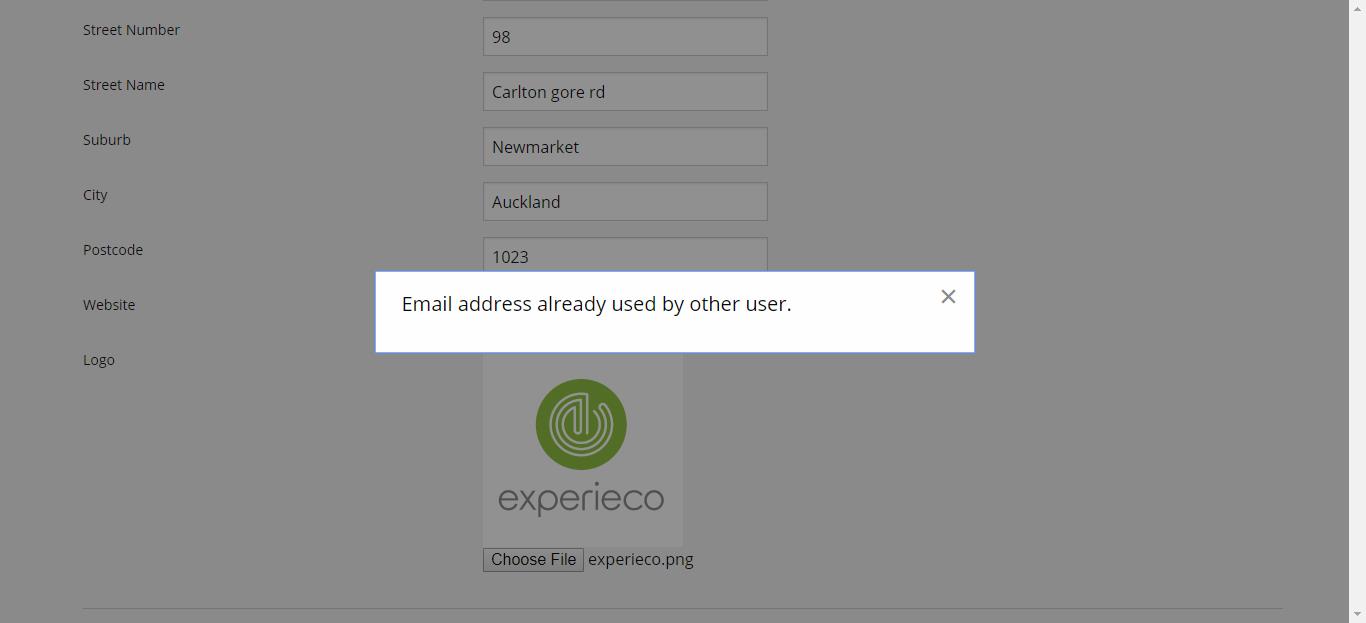 Street Number
98
Street Name
Carlton gore rd
Suburb
Newmarket
City
Auckland
Postcode
1023
Website
Email address already used by other user.
Logo
experieco
Choose File experieco.png